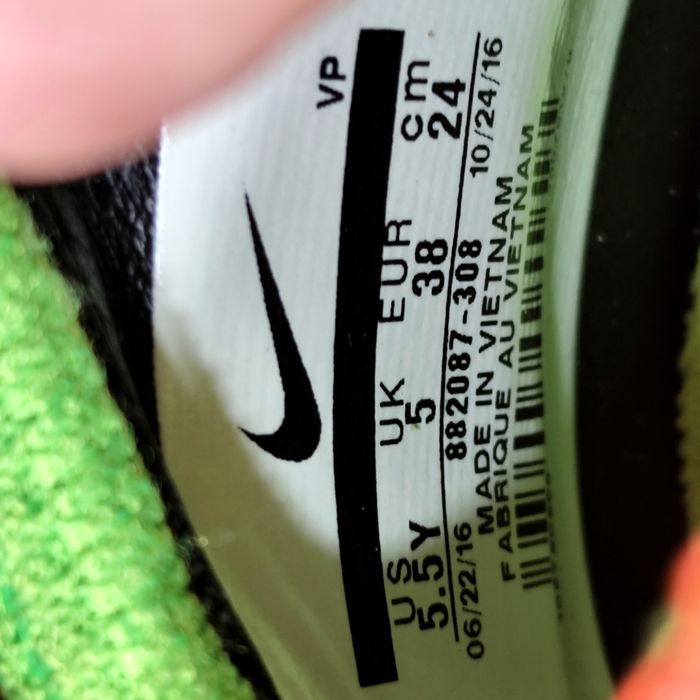 VP
US UK EUR cm
5.5Y 5 38 24
06/22/16 882087-308 10/24/16
MADE IN VIETNAM
FABRIQUE AU VIETNAM